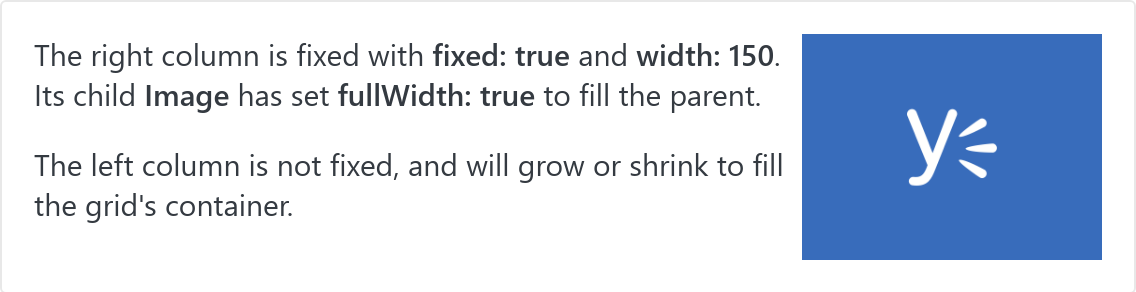 The right column is fixed with fixed: true and width: 150.
Its child Image has set fullWidth: true to fill the parent.
The left column is not fixed, and will grow or shrink to fill
the grid's container.
y